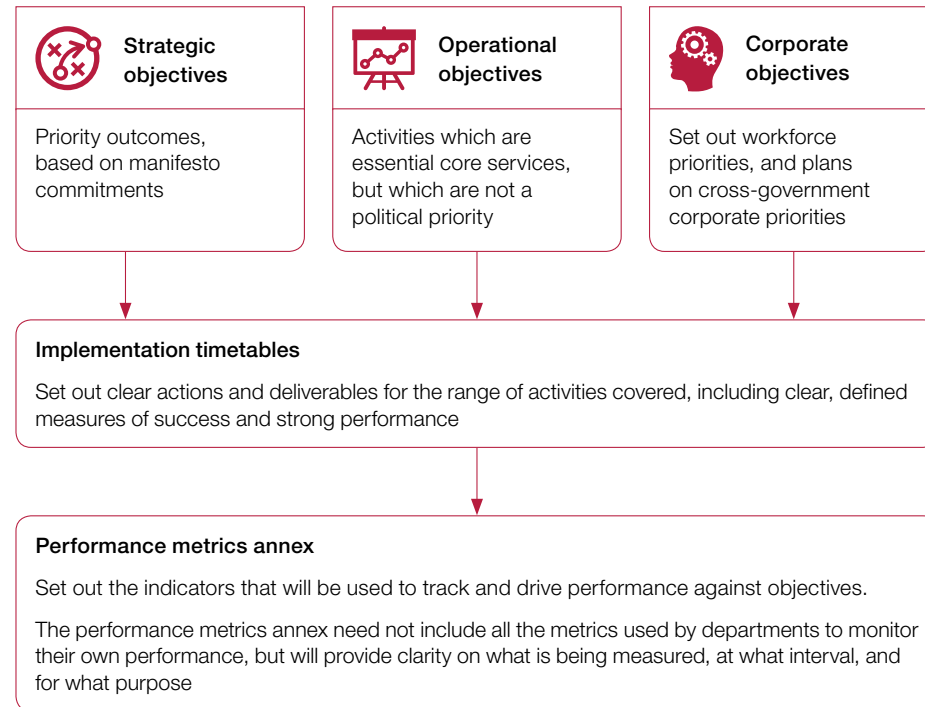 Strategic
objectives
Priority outcomes,
based on manifesto
commitments
Operational
objectives
Activities which are
essential core services,
but which are not a
political priority
Corporate
objectives
Set out workforce
priorities, and plans
on cross-government
corporate priorities
Implementation timetables
Set out clear actions and deliverables for the range of activities covered, including clear, defined
measures of success and strong performance
Performance metrics annex
Set out the indicators that will be used to track and drive performance against objectives.
The performance metrics annex need not include all the metrics used by departments to monitor
their own performance, but will provide clarity on what is being measured, at what interval, and
for what purpose